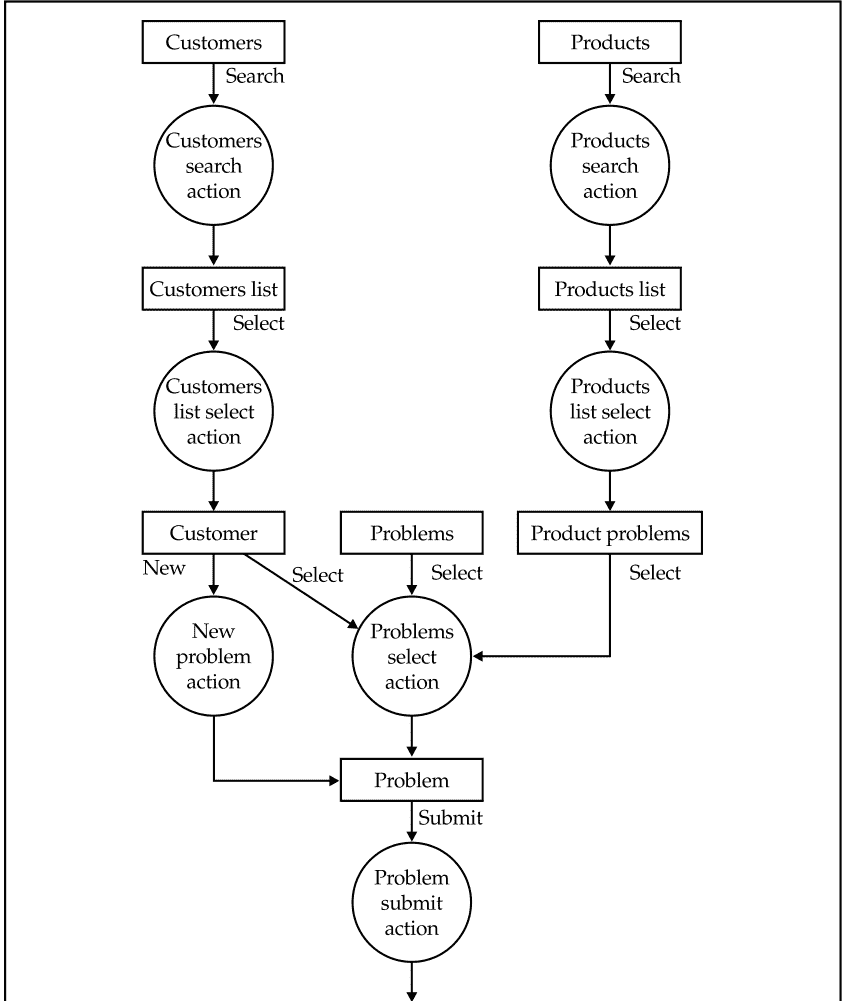 Customers
Products
Search
Search
Customers
search
action
Products
search
action
Customers list
Products list
Select
Select
Customers
list select
action
Products
list select
action
Customer
Problems
Product problems
New
Select
Select
Select
New
problem
action
Problems
select
action
Problem
Submit
Problem
submit
action